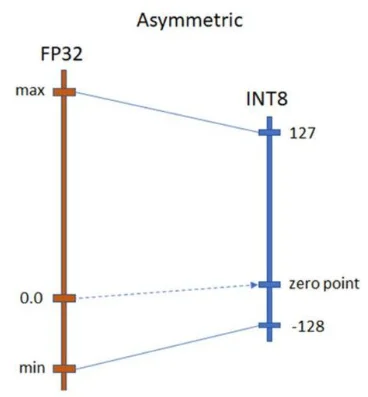 Asymmetric
FP32
max
INT8
127
zero point
0.0
-128
min